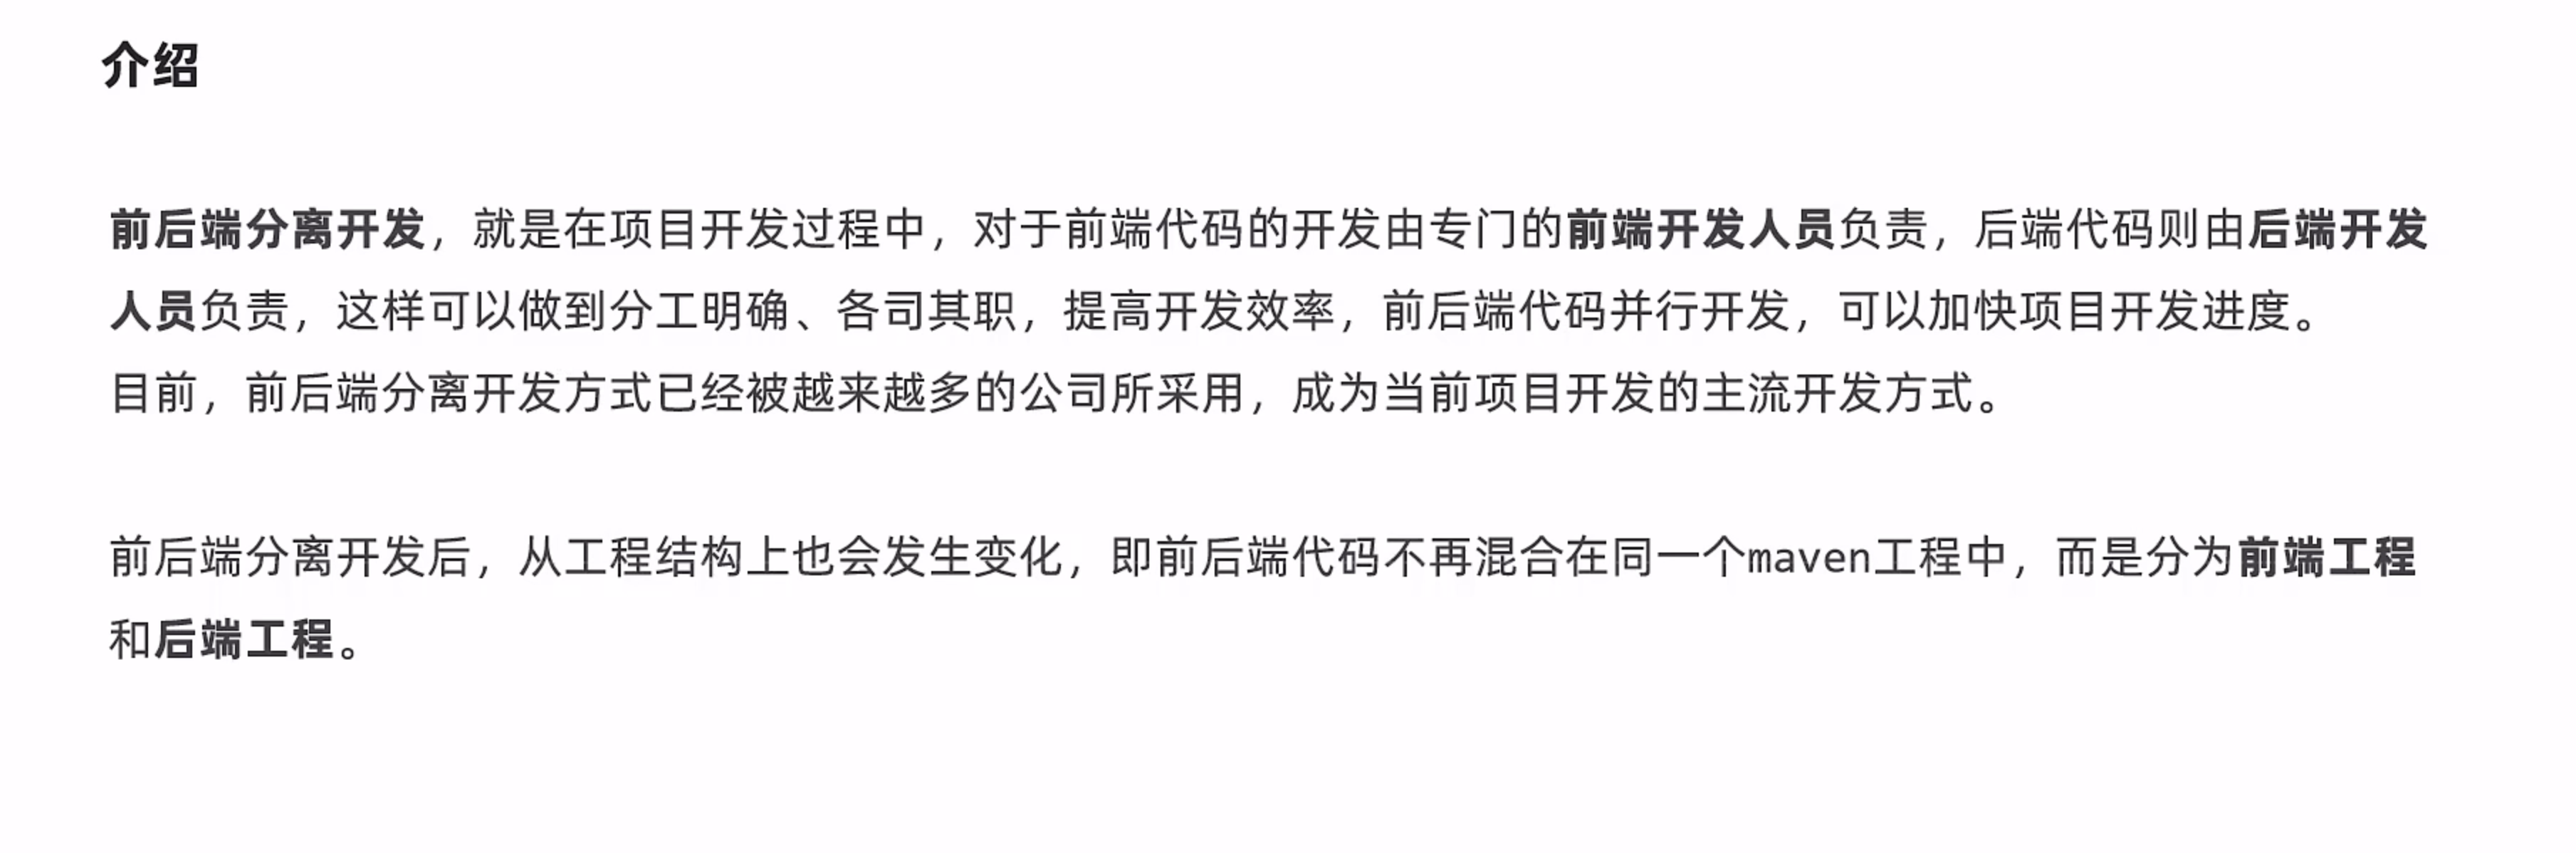 介绍
前后端分离开发，就是在项目开发过程中，对于前端代码的开发由专门的前端开发人员负责，后端代码则由后端开发
人员负责，这样可以做到分工明确、各司其职，提高开发效率，前后端代码并行开发，可以加快项目开发进度。
目前，前后端分离开发方式已经被越来越多的公司所采用，成为当前项目开发的主流开发方式。
前后端分离开发后，从工程结构上也会发生变化，即前后端代码不再混合在同一个maven工程中，而是分为前端工程
和后端工程。